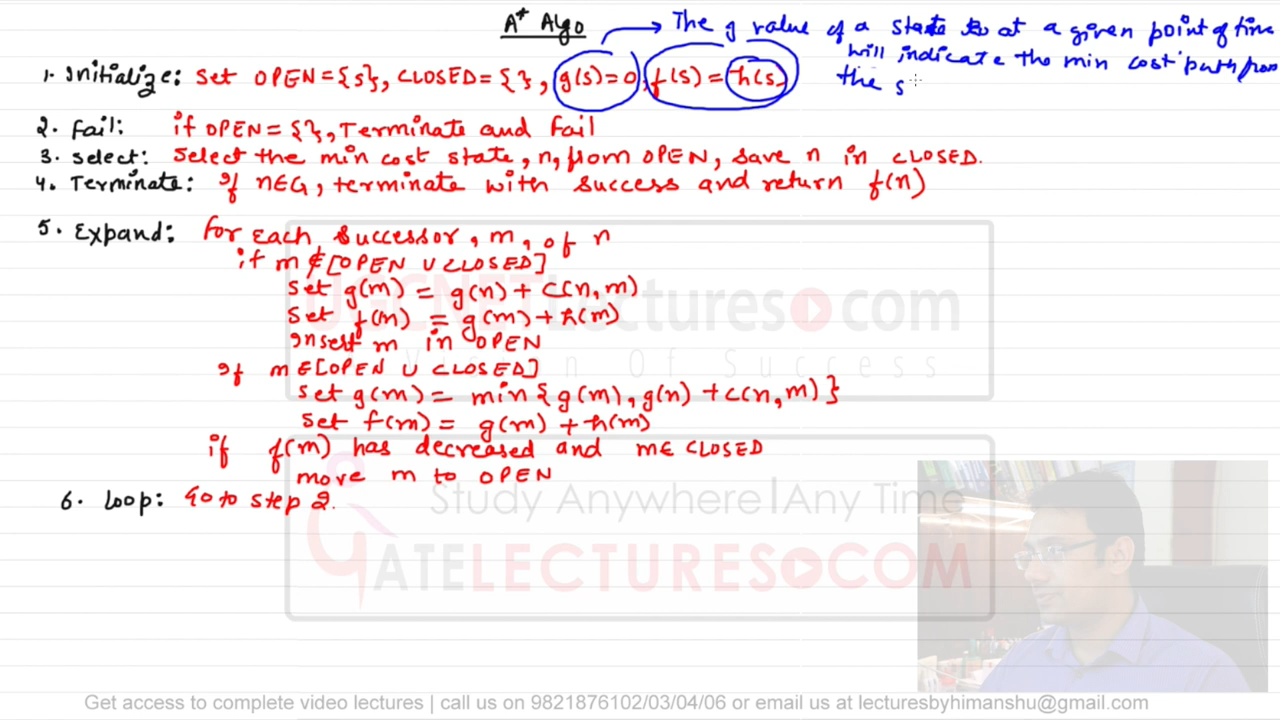 A* Algo
→ The g value of a state at a given point of time
will indicate the min cost path from
the s
1. Initialize: Set OPEN={s}, CLOSED={ }, g(s)=0, f(s)=h(s)
2. Fail: if OPEN={ }, Terminate and Fail
3. Select: Select the min cost state, n, from OPEN, save n in CLOSED.
4. Terminate: If n∈G, terminate with success and return f(n)
5. Expand: For each successor, m, of n
if m ∉ [OPEN ∪ CLOSED]
Set g(m) = g(n) + C(n,m)
Set f(m) = g(m) + h(m)
Insert m in OPEN
If m ∈ [OPEN ∪ CLOSED]
Set g(m) = min{g(m), g(n) + C(n,m)}
Set f(m) = g(m) + h(m)
if f(m) has decreased and m ∈ CLOSED
move m to OPEN
6. Loop: Go to step 2.
UGCNETLectures.com
Vision Of Success
Study Anywhere|Any Time
GATELECTURES.COM
Get access to complete video lectures | call us on 9821876102/03/04/06 or email us at lecturesbyhimanshu@gmail.com